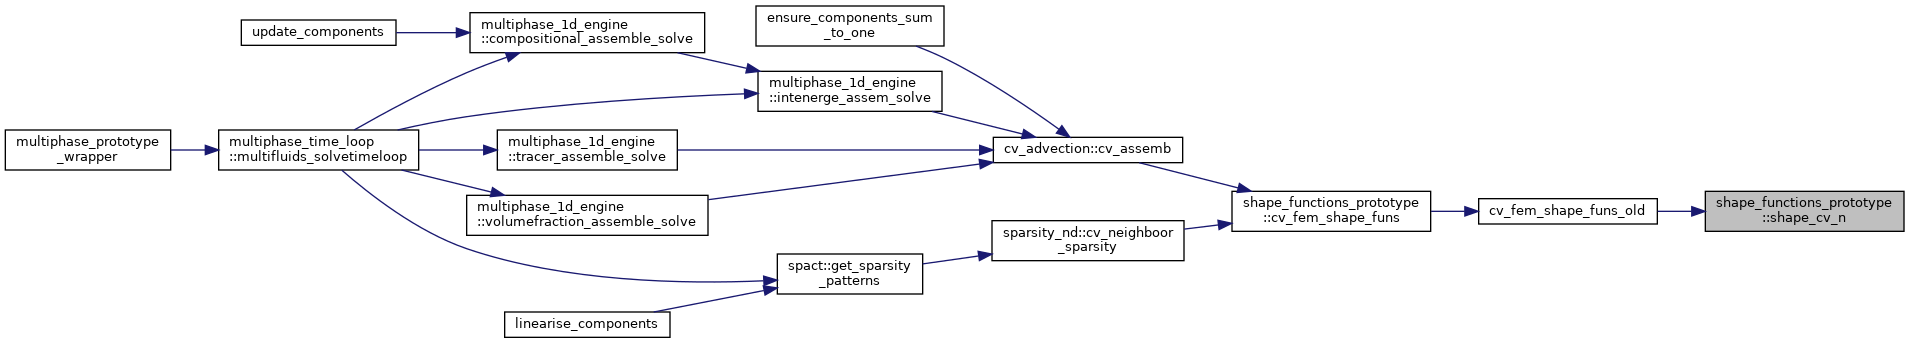 multiphase_prototype
_wrapper
update_components
multiphase_time_loop
::multifluids_solvetimeloop
multiphase_1d_engine
::compositional_assemble_solve
multiphase_1d_engine
::tracer_assemble_solve
multiphase_1d_engine
::volumefraction_assemble_solve
linearise_components
ensure_components_sum
_to_one
multiphase_1d_engine
::intenerge_assem_solve
spact::get_sparsity
_patterns
cv_advection::cv_assemb
sparsity_nd::cv_neighboor
_sparsity
shape_functions_prototype
::cv_fem_shape_funs
cv_fem_shape_funs_old
shape_functions_prototype
::shape_cv_n